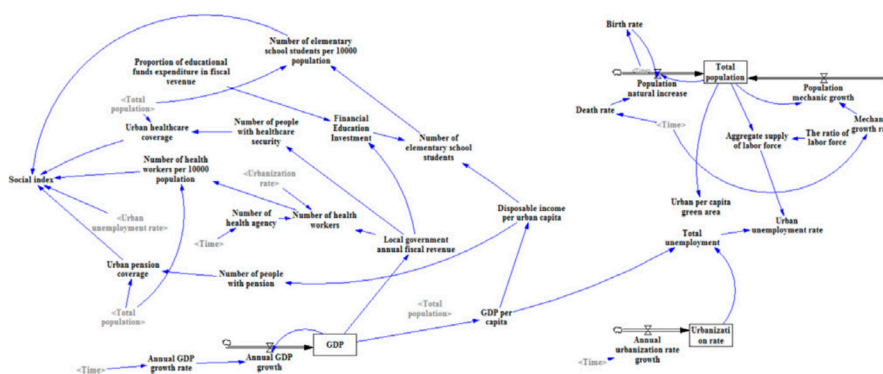 Number of elementary
school students per 10000
population
Proportion of educational
funds expenditure in fiscal
revenue
<Total
population>
Urban healthcare
coverage
Number of people
with healthcare
security
Financial
Education
Investment
Number of
elementary school
students
Number of health
workers per 10000
population
Social index
<Urbanization
rate>
<Urban
unemployment rate>
Number of
health agency
Number of health
workers
<Time>
Disposable income
per urban capita
Local government
annual fiscal revenue
Urban pension
coverage
Number of people
with pension
<Total
population>
<Total
population>
GDP per
capita
GDP
Annual GDP
growth
Annual GDP
growth rate
<Time>
Birth rate
Total
population
Population
natural increase
Population
mechanic growth
Death rate
<Time>
Aggregate supply
of labor force
The ratio of
labor force
Mechan
growth r
Urban per capita
green area
Urban
unemployment rate
Total
unemployment
Urbanizati
on rate
Annual
urbanization rate
growth
<Time>